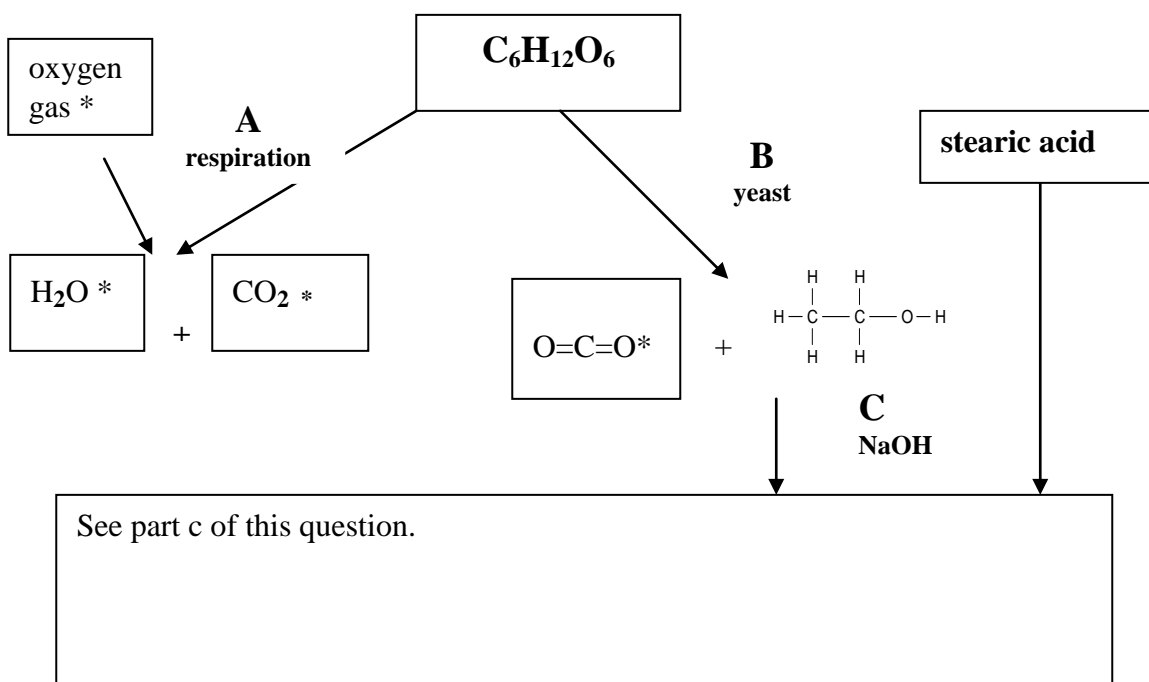 C₆H₁₂O₆
oxygen
gas *
A
respiration
B
yeast
stearic acid
H₂O *
+
CO₂ *
O=C=O*
+
H H
H C C O H
H H
C
NaOH
See part c of this question.